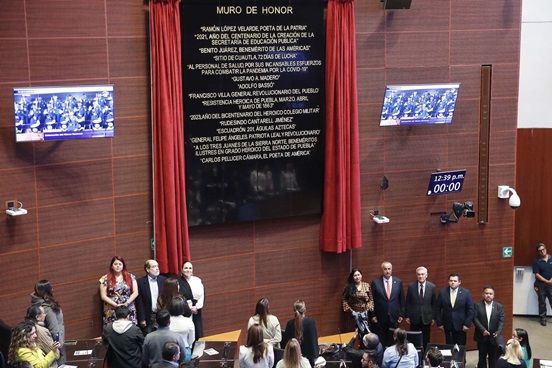 MURO DE HONOR
"RAMÓN LÓPEZ VELARDE, POETA DE LA PATRIA"
"2021, AÑO DEL CENTENARIO DE LA CREACIÓN DE LA
SECRETARÍA DE EDUCACIÓN PÚBLICA"
"BENITO JUÁREZ, BENEMÉRITO DE LAS AMÉRICAS"
"SITIO DE CUAUTLA, 72 DÍAS DE LUCHA"
"AL PERSONAL DE SALUD POR SUS INCANSABLES ESFUERZOS
PARA COMBATIR LA PANDEMIA POR LA COVID-19"
"GUSTAVO A. MADERO"
"ADOLFO BASSÓ"
"FRANCISCO VILLA GENERAL REVOLUCIONARIO DEL PUEBLO"
"RESISTENCIA HEROICA DE PUEBLA, MARZO, ABRIL
Y MAYO DE 1863"
"2023, AÑO DEL BICENTENARIO DEL HEROICO COLEGIO MILITAR"
"RUDESINDO CANTARELL JIMÉNEZ"
"ESCUADRÓN 201, ÁGUILAS AZTECAS"
"GENERAL FELIPE ÁNGELES, PATRIOTA LEAL Y REVOLUCIONARIO"
"A LOS TRES JUANES DE LA SIERRA NORTE, BENEMÉRITOS
ILUSTRES EN GRADO HEROICO DEL ESTADO DE PUEBLA"
"CARLOS PELLICER CÁMARA, EL POETA DE AMÉRICA"
12:39 p.m.
00:00